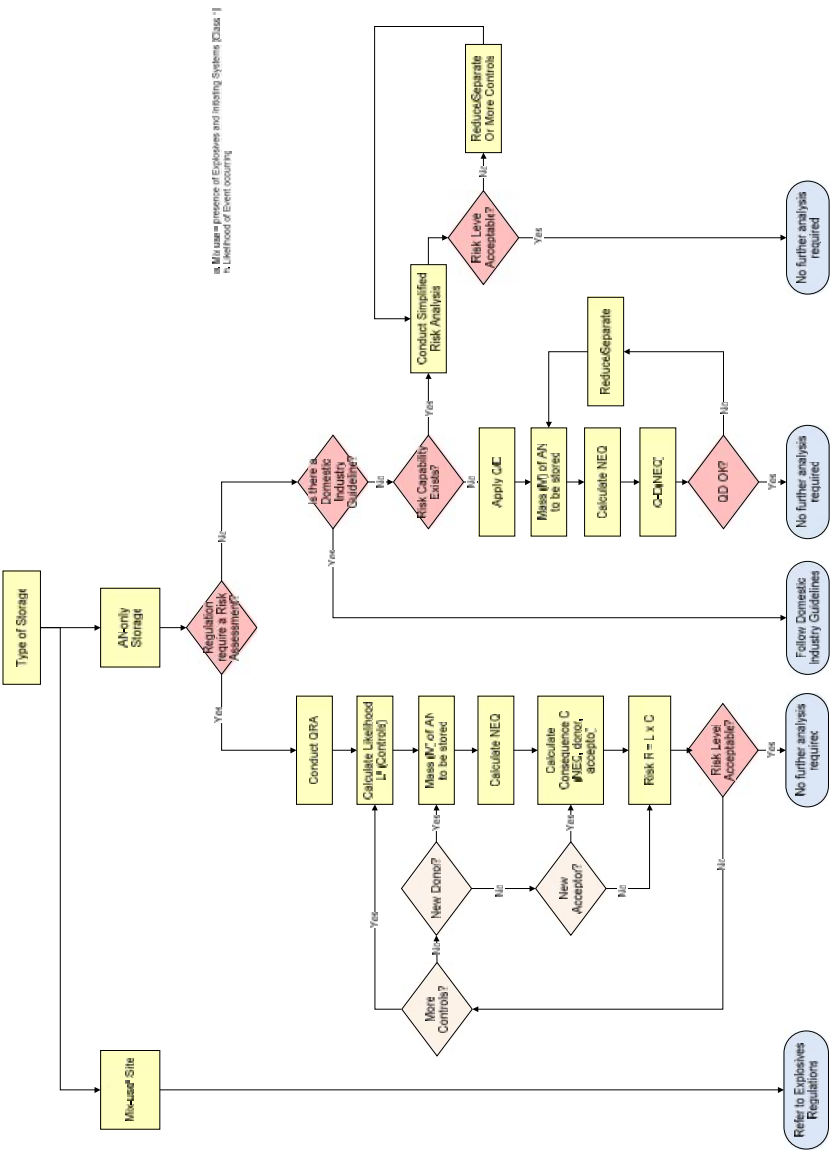 Type of Storage
Mix-useª Site
AN-only
Storage
Regulation
require a Risk
Assessment?
Yes
No
a. Mix use = presence of Explosives and Initiating Systems [Class 1]
Likelihood of Event occurring
Conduct QRA
Calculate Likelihood
(Controls)
Mass (M) of AN
to be stored
Calculate NEQ
Calculate
Consequence C
donor,
Risk R = L x C
Risk Level
Acceptable?
Yes
No
More
Controls?
Yes
No
New Donor?
Yes
No
New
Acceptor?
Yes
No
Is there a
Domestic
Industry
Guideline?
Yes
No
Risk Capability
Exists?
Yes
No
Apply
Mass (M) of AN
to be stored
Calculate NEQ
QD OK?
Yes
No
Reduce/Separate
Conduct Simplified
Risk Analysis
Risk Level
Acceptable?
Yes
No
Reduce/Separate
Or More Controls
Refer to Explosives
Regulations
No further analysis
required
Follow Domestic
Industry Guidelines
No further analysis
required
No further analysis
required